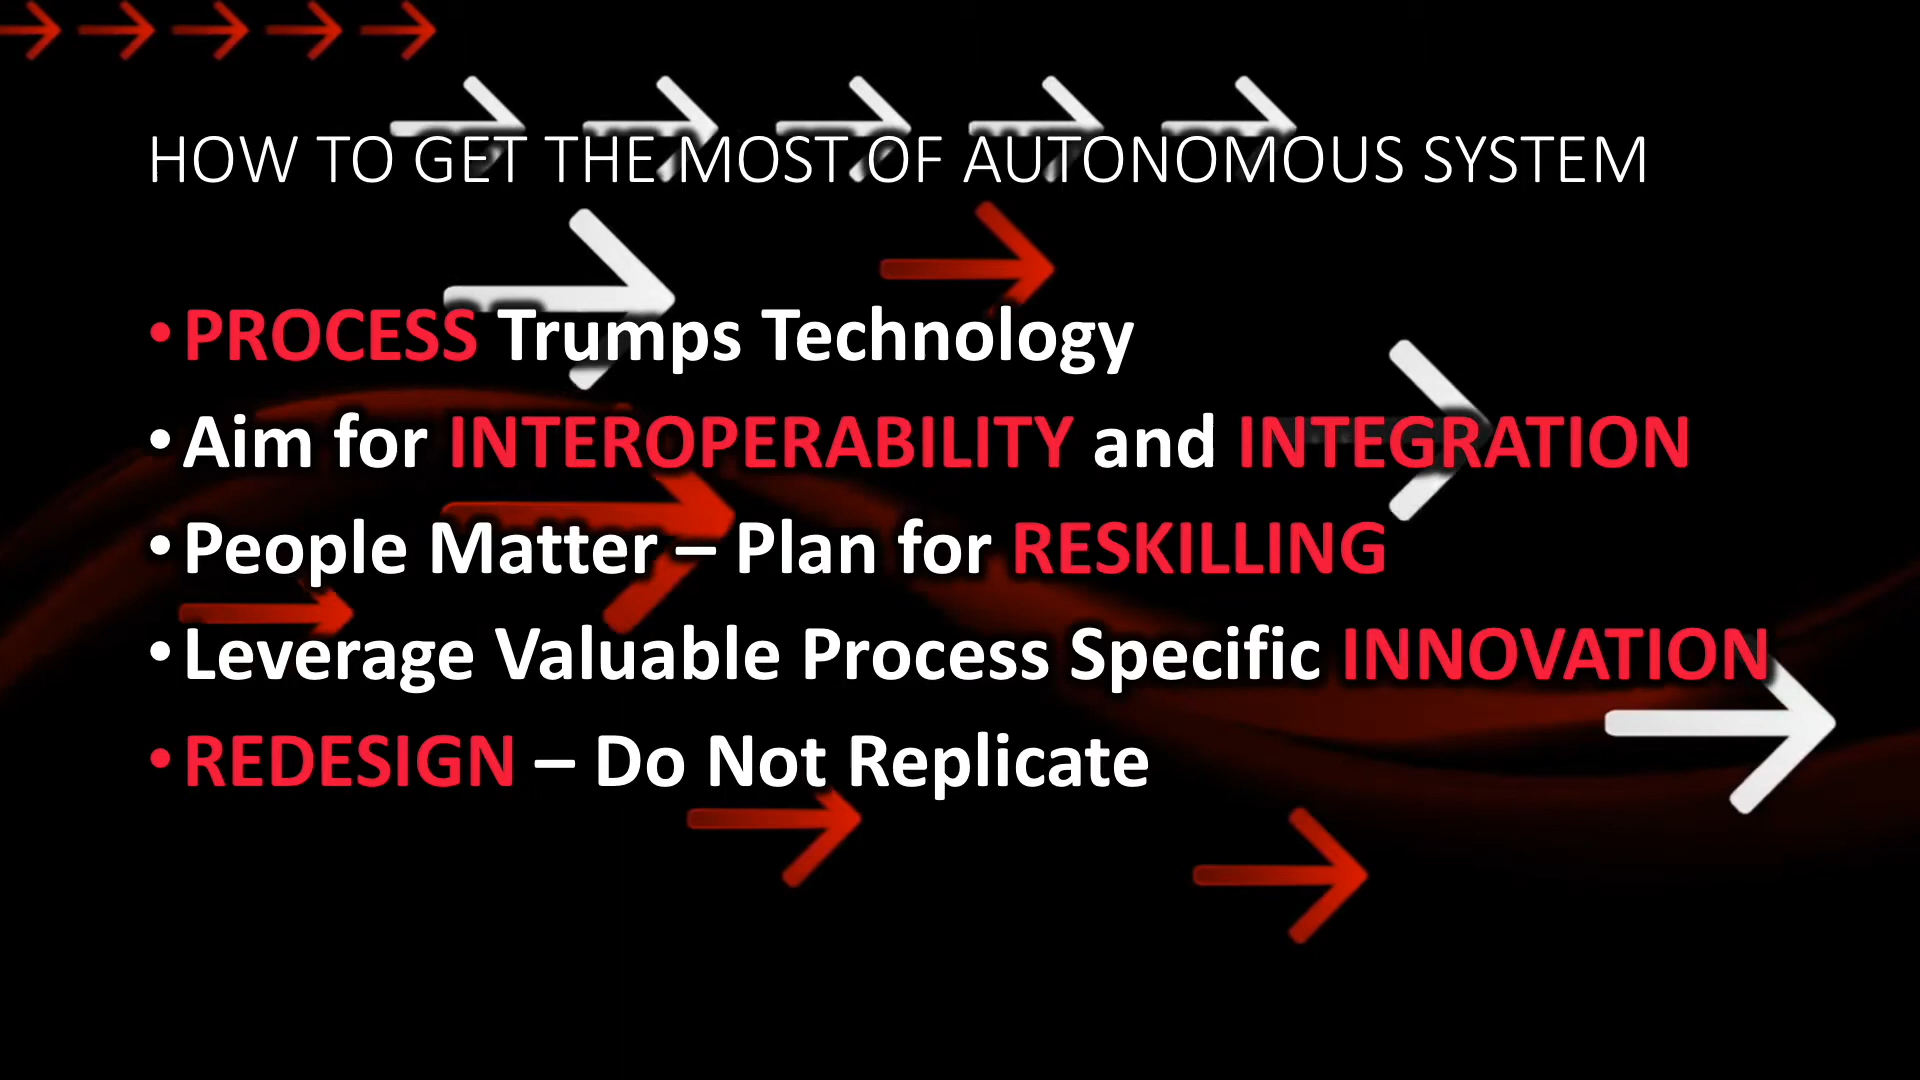 HOW TO GET THE MOST OF AUTONOMOUS SYSTEM
• PROCESS Trumps Technology
• Aim for INTEROPERABILITY and INTEGRATION
• People Matter – Plan for RESKILLING
• Leverage Valuable Process Specific INNOVATION
• REDESIGN – Do Not Replicate